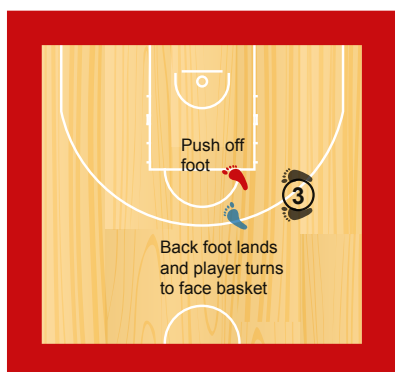 Push off
foot
3
Back foot lands
and player turns
to face basket